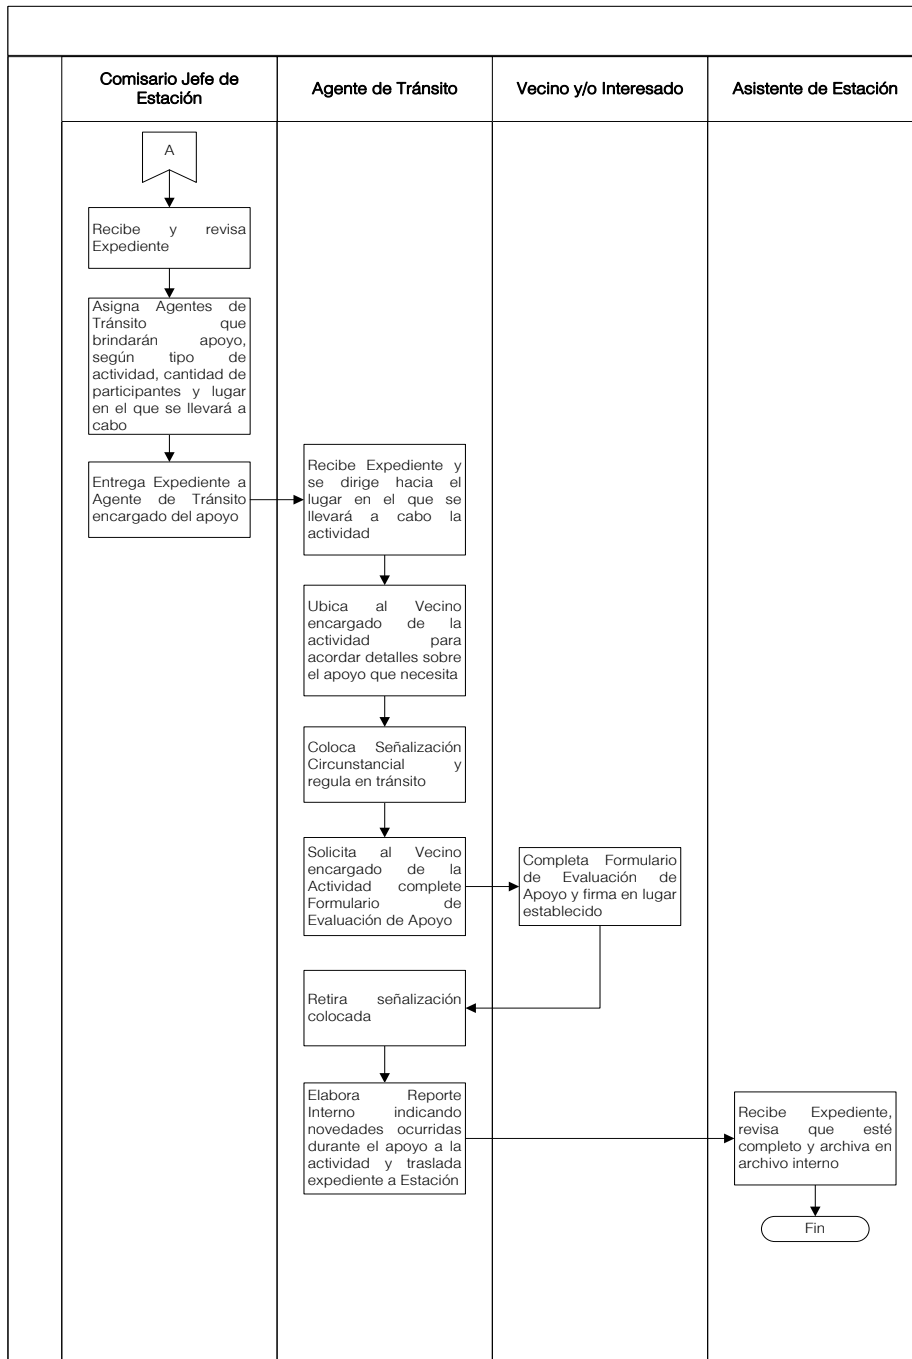 Comisario Jefe de
Estación
Agente de Tránsito
Vecino y/o Interesado
Asistente de Estación
A
Recibe y revisa
Expediente
Asigna Agentes de
Tránsito que
brindarán apoyo,
según tipo de
actividad, cantidad de
participantes y lugar
en el que se llevará a
cabo
Entrega Expediente a
Agente de Tránsito
encargado del apoyo
Recibe Expediente y
se dirige hacia el
lugar en el que se
llevará a cabo la
actividad
Ubica al Vecino
encargado de la
actividad para
acordar detalles sobre
el apoyo que necesita
Coloca Señalización
Circunstancial y
regula en tránsito
Solicita al Vecino
encargado de la
Actividad complete
Formulario de
Evaluación de Apoyo
Completa Formulario
de Evaluación de
Apoyo y firma en lugar
establecido
Retira señalización
colocada
Elabora Reporte
Interno indicando
novedades ocurridas
durante el apoyo a la
actividad y traslada
expediente a Estación
Recibe Expediente,
revisa que esté
completo y archiva en
archivo interno
Fin